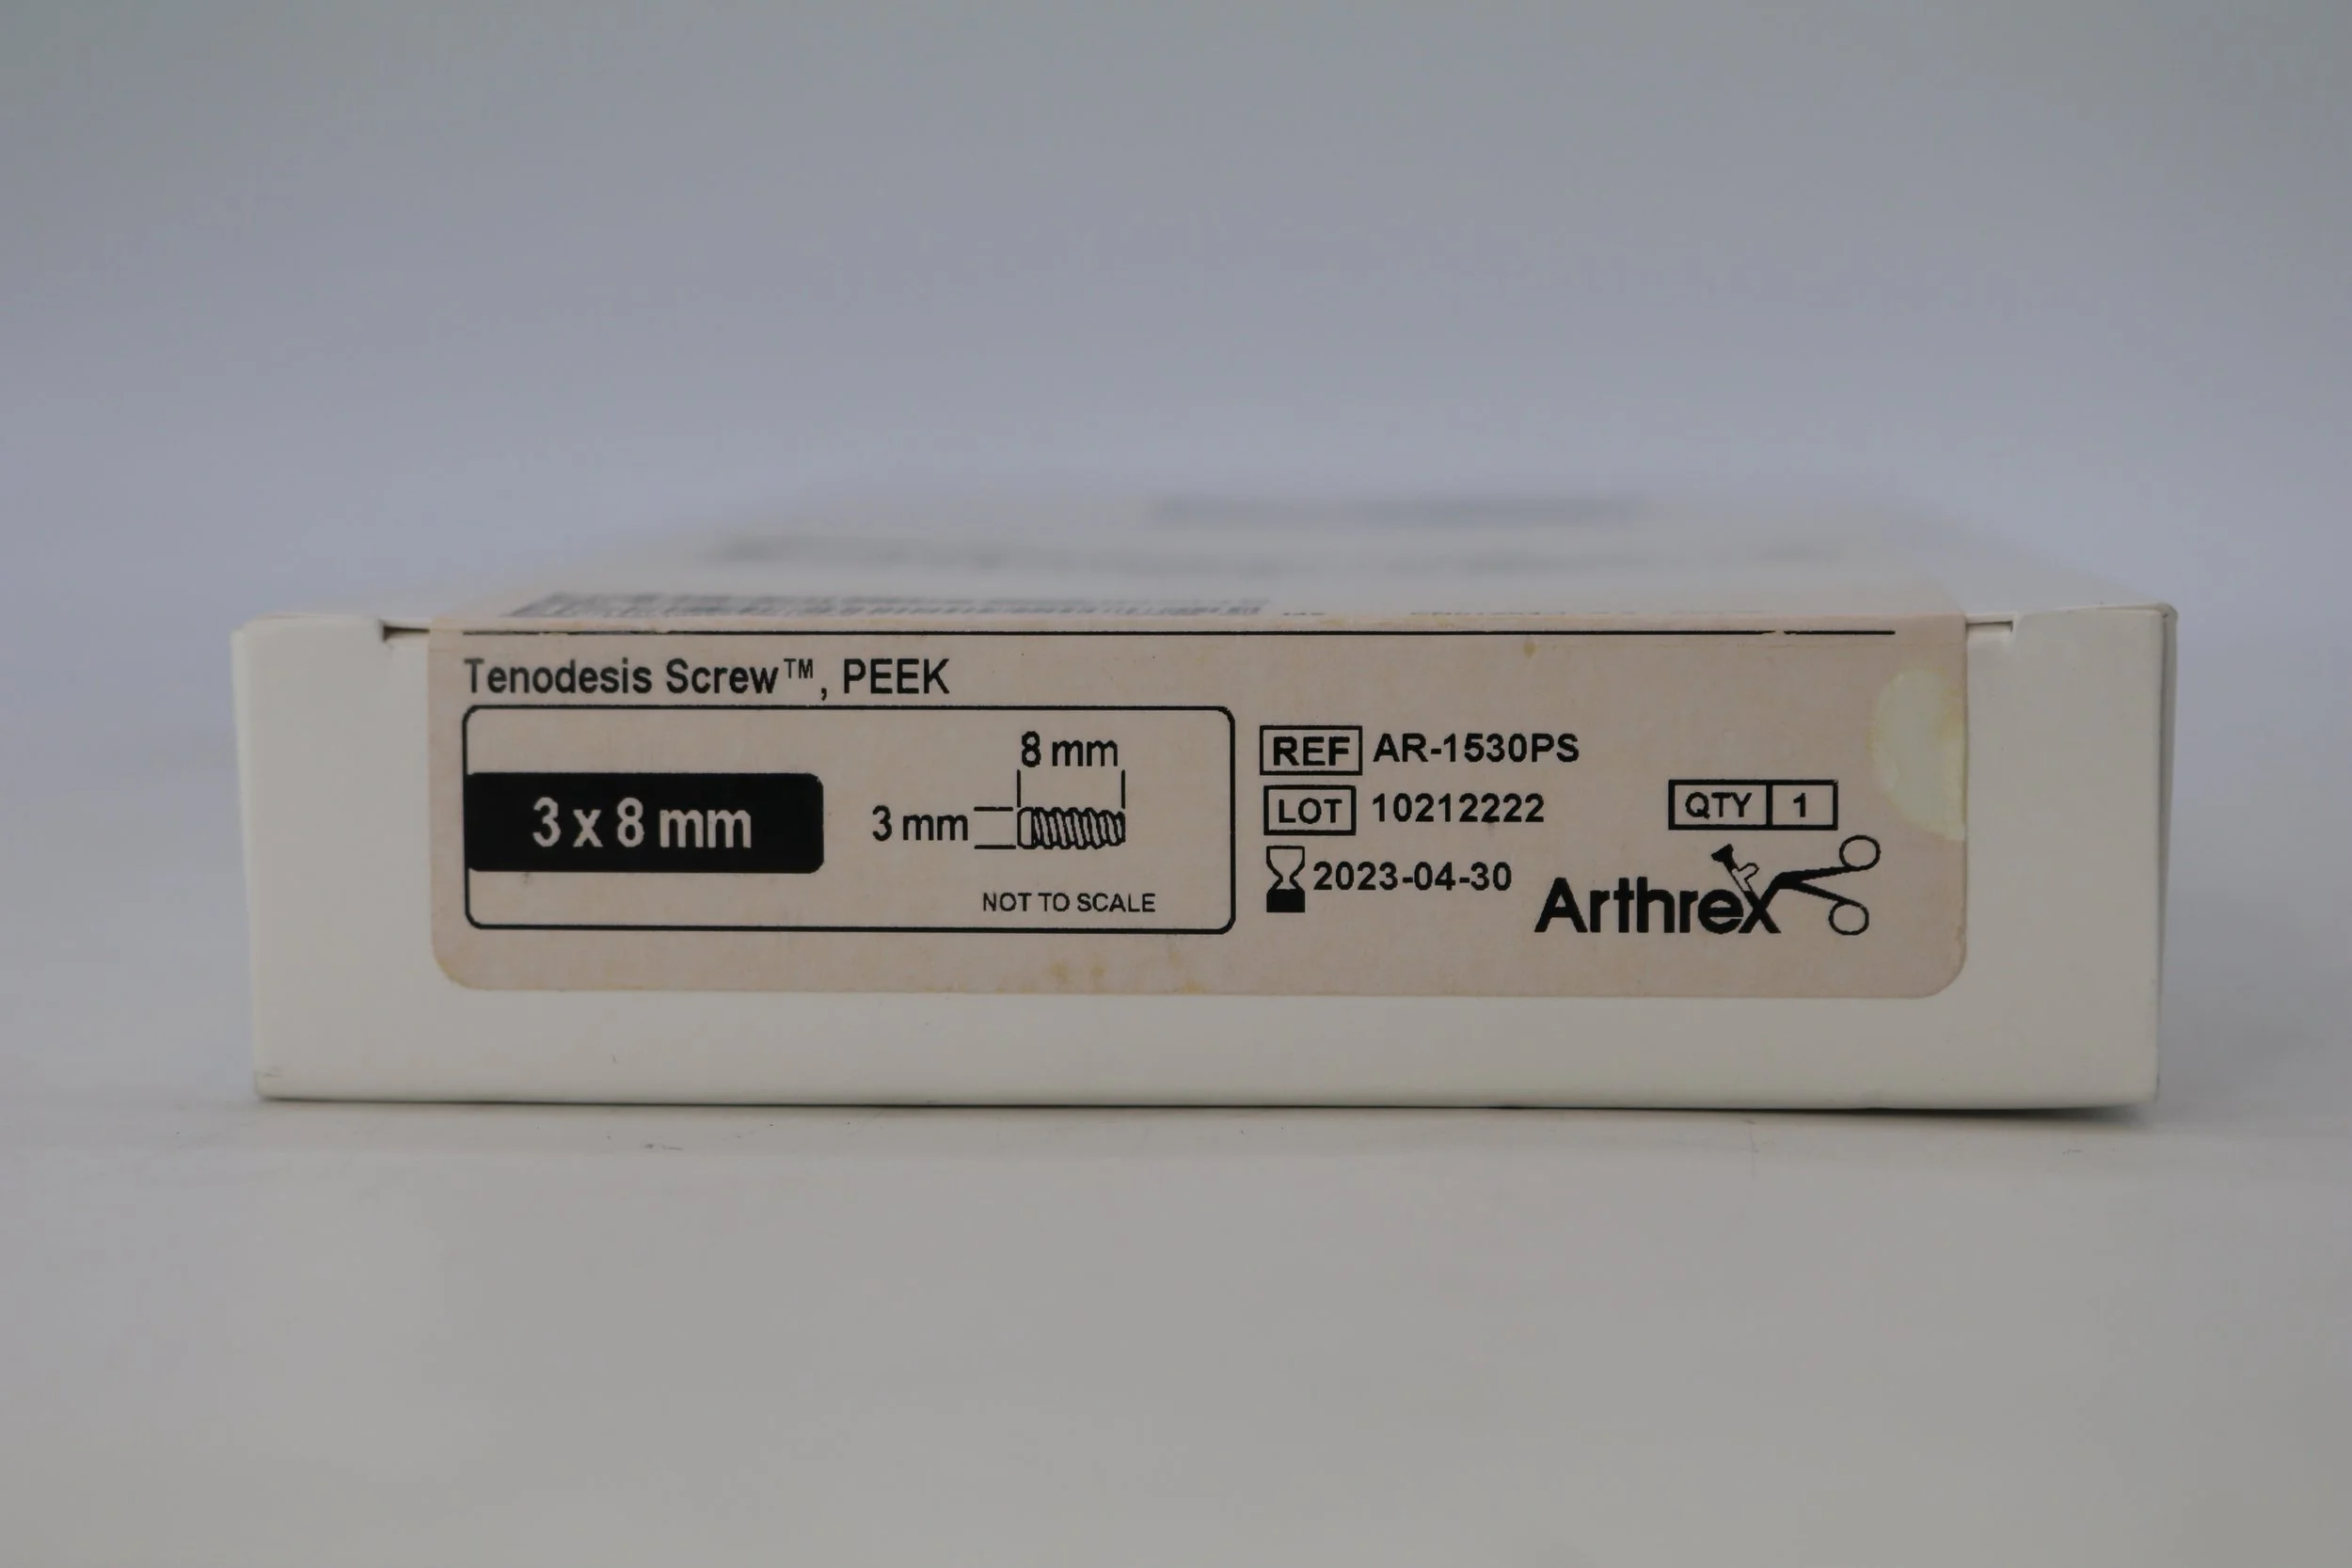 Tenodesis Screw™, PEEK
3 x 8 mm
8 mm
3 mm
NOT TO SCALE
REF AR-1530PS
LOT 10212222
2023-04-30
QTY 1
Arthrex